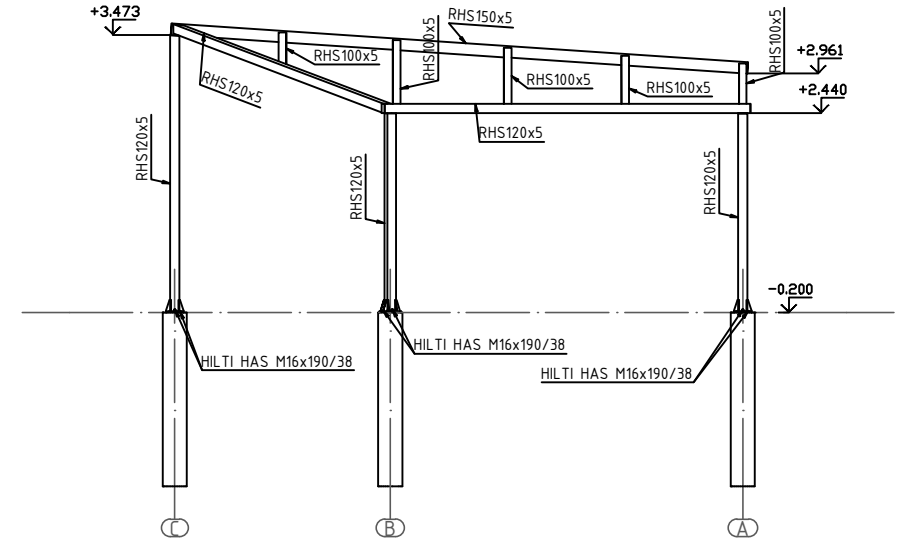 +3.473
RHS150x5
RHS100x5
RHS100x5
RHS100x5
+2.961
RHS100x5
RHS100x5
+2.440
RHS120x5
RHS120x5
RHS120x5
RHS120x5
RHS120x5
-0.200
HILTI HAS M16x190/38
HILTI HAS M16x190/38
HILTI HAS M16x190/38
C
B
A